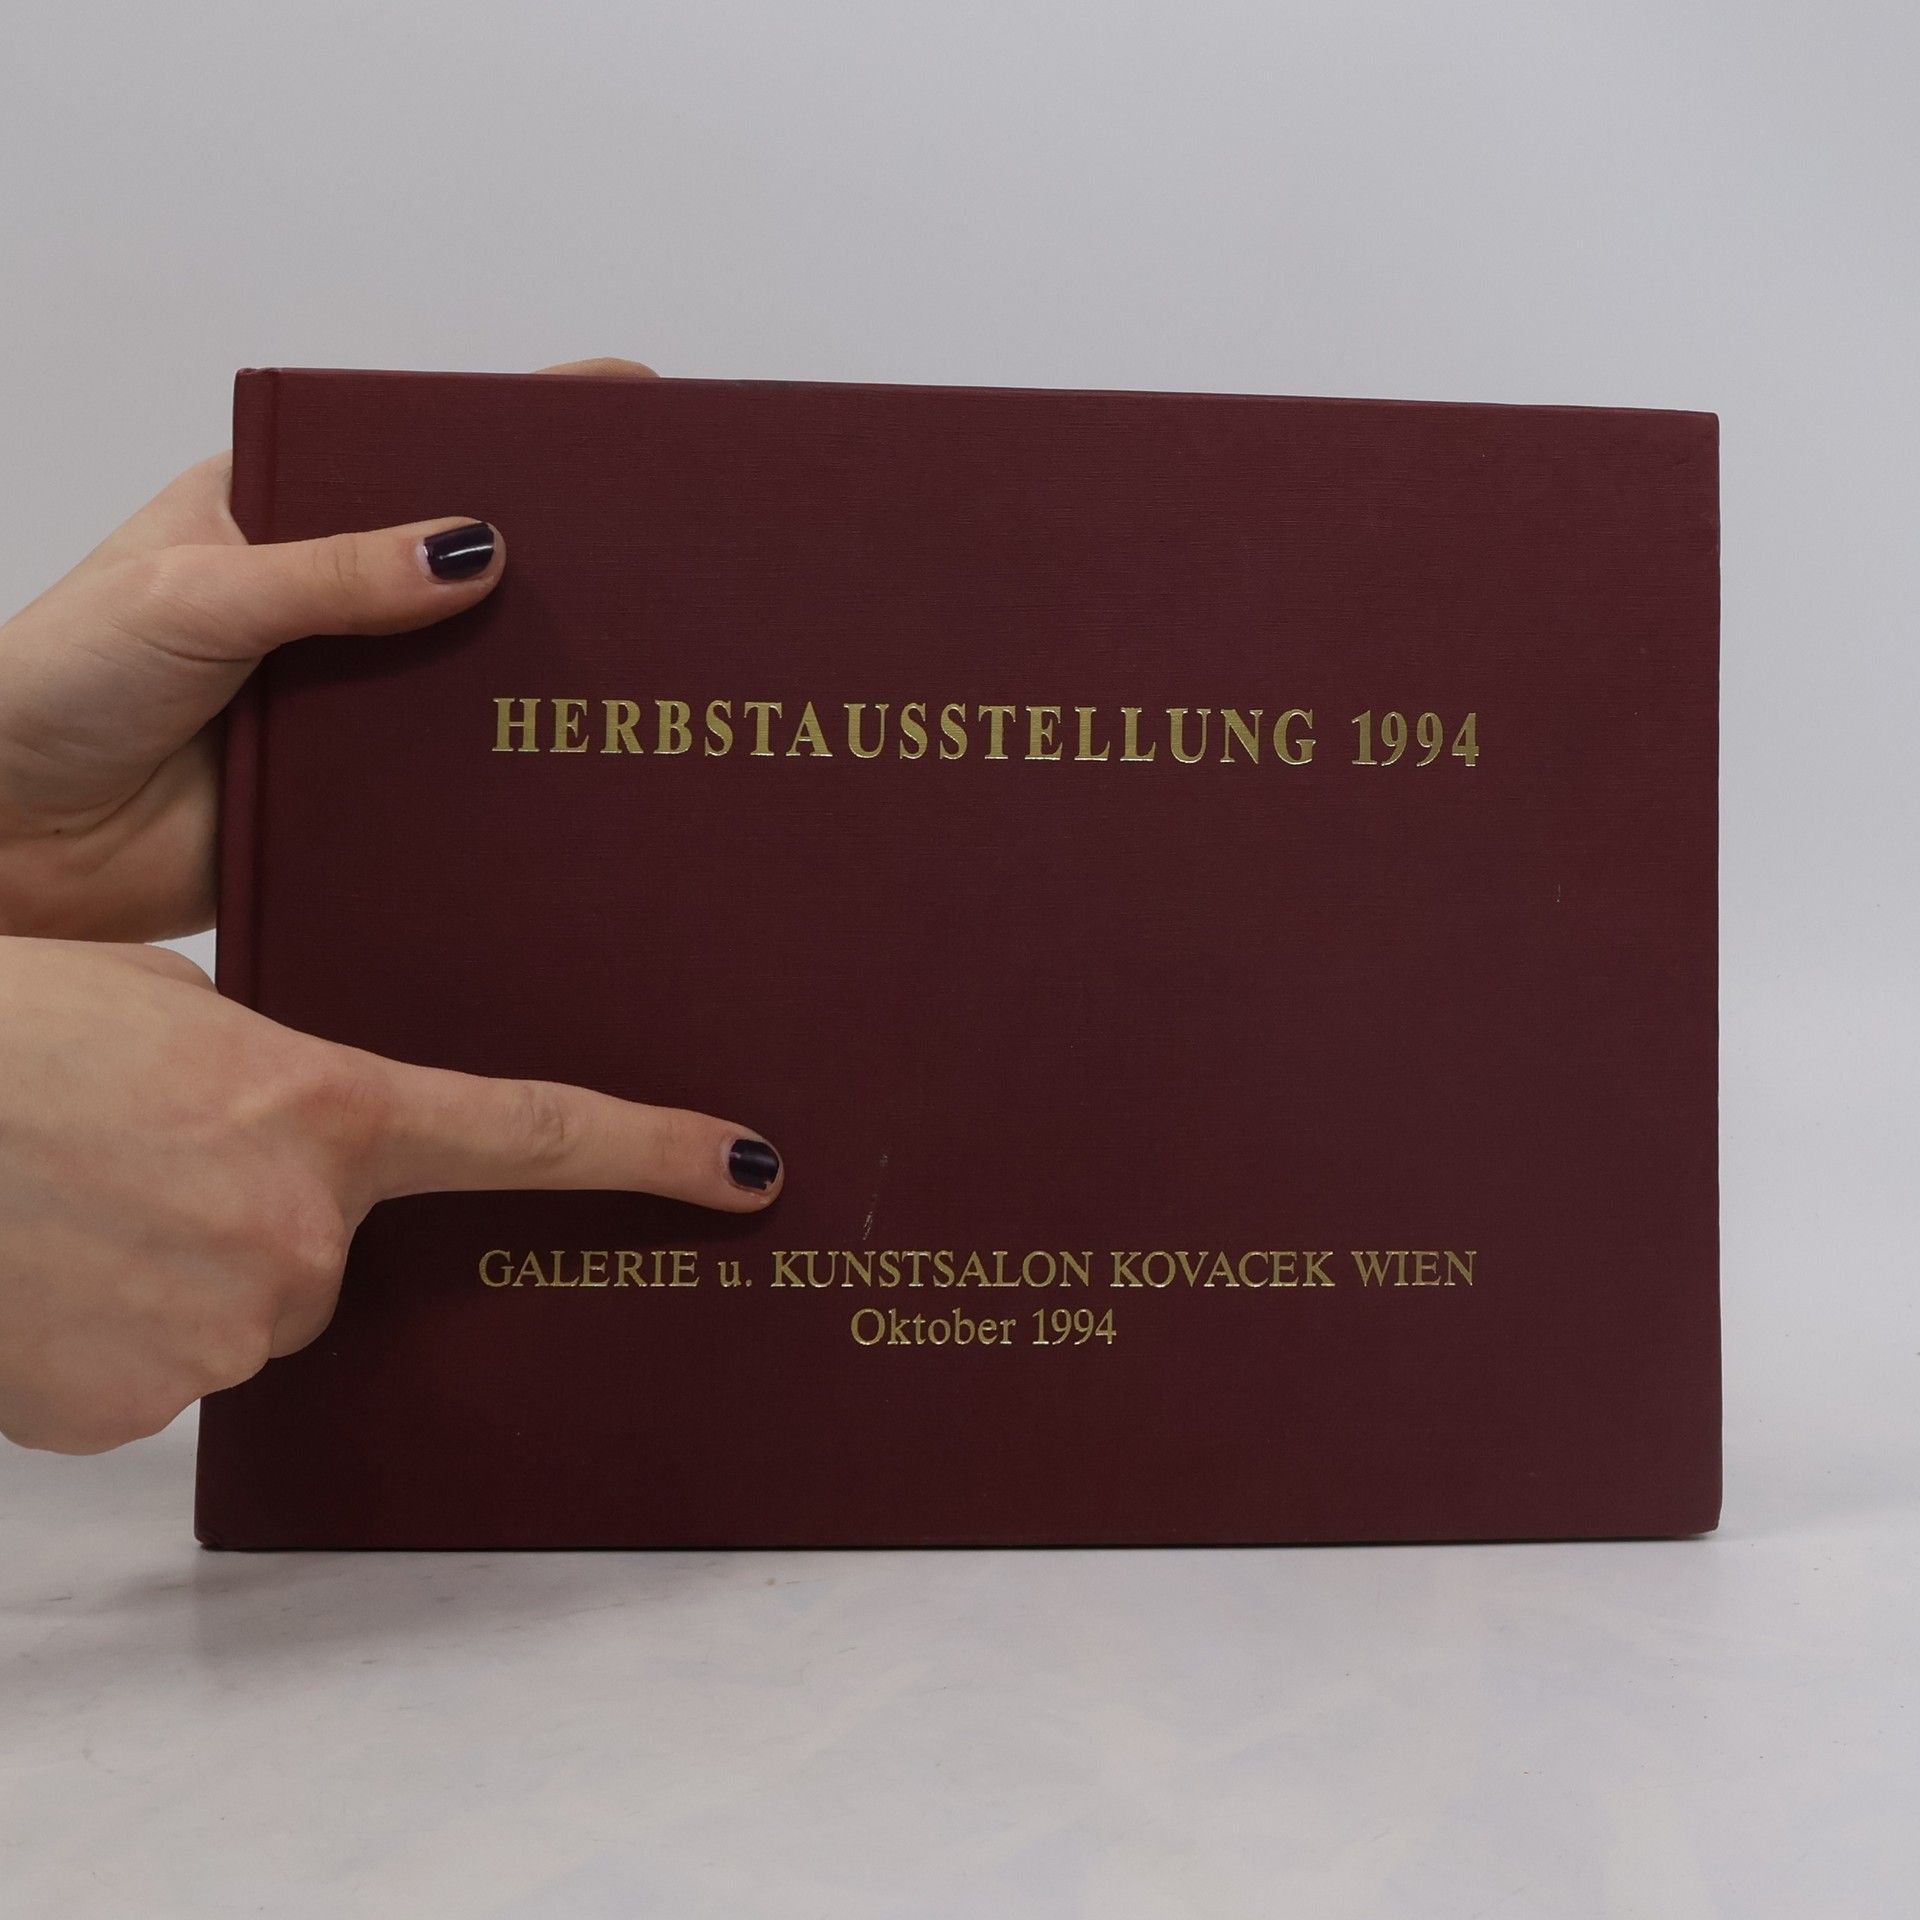 HERBSTAUSSTELLUNG 1994
GALERIE u. KUNSTSALON KOVACEK WIEN
Oktober 1994